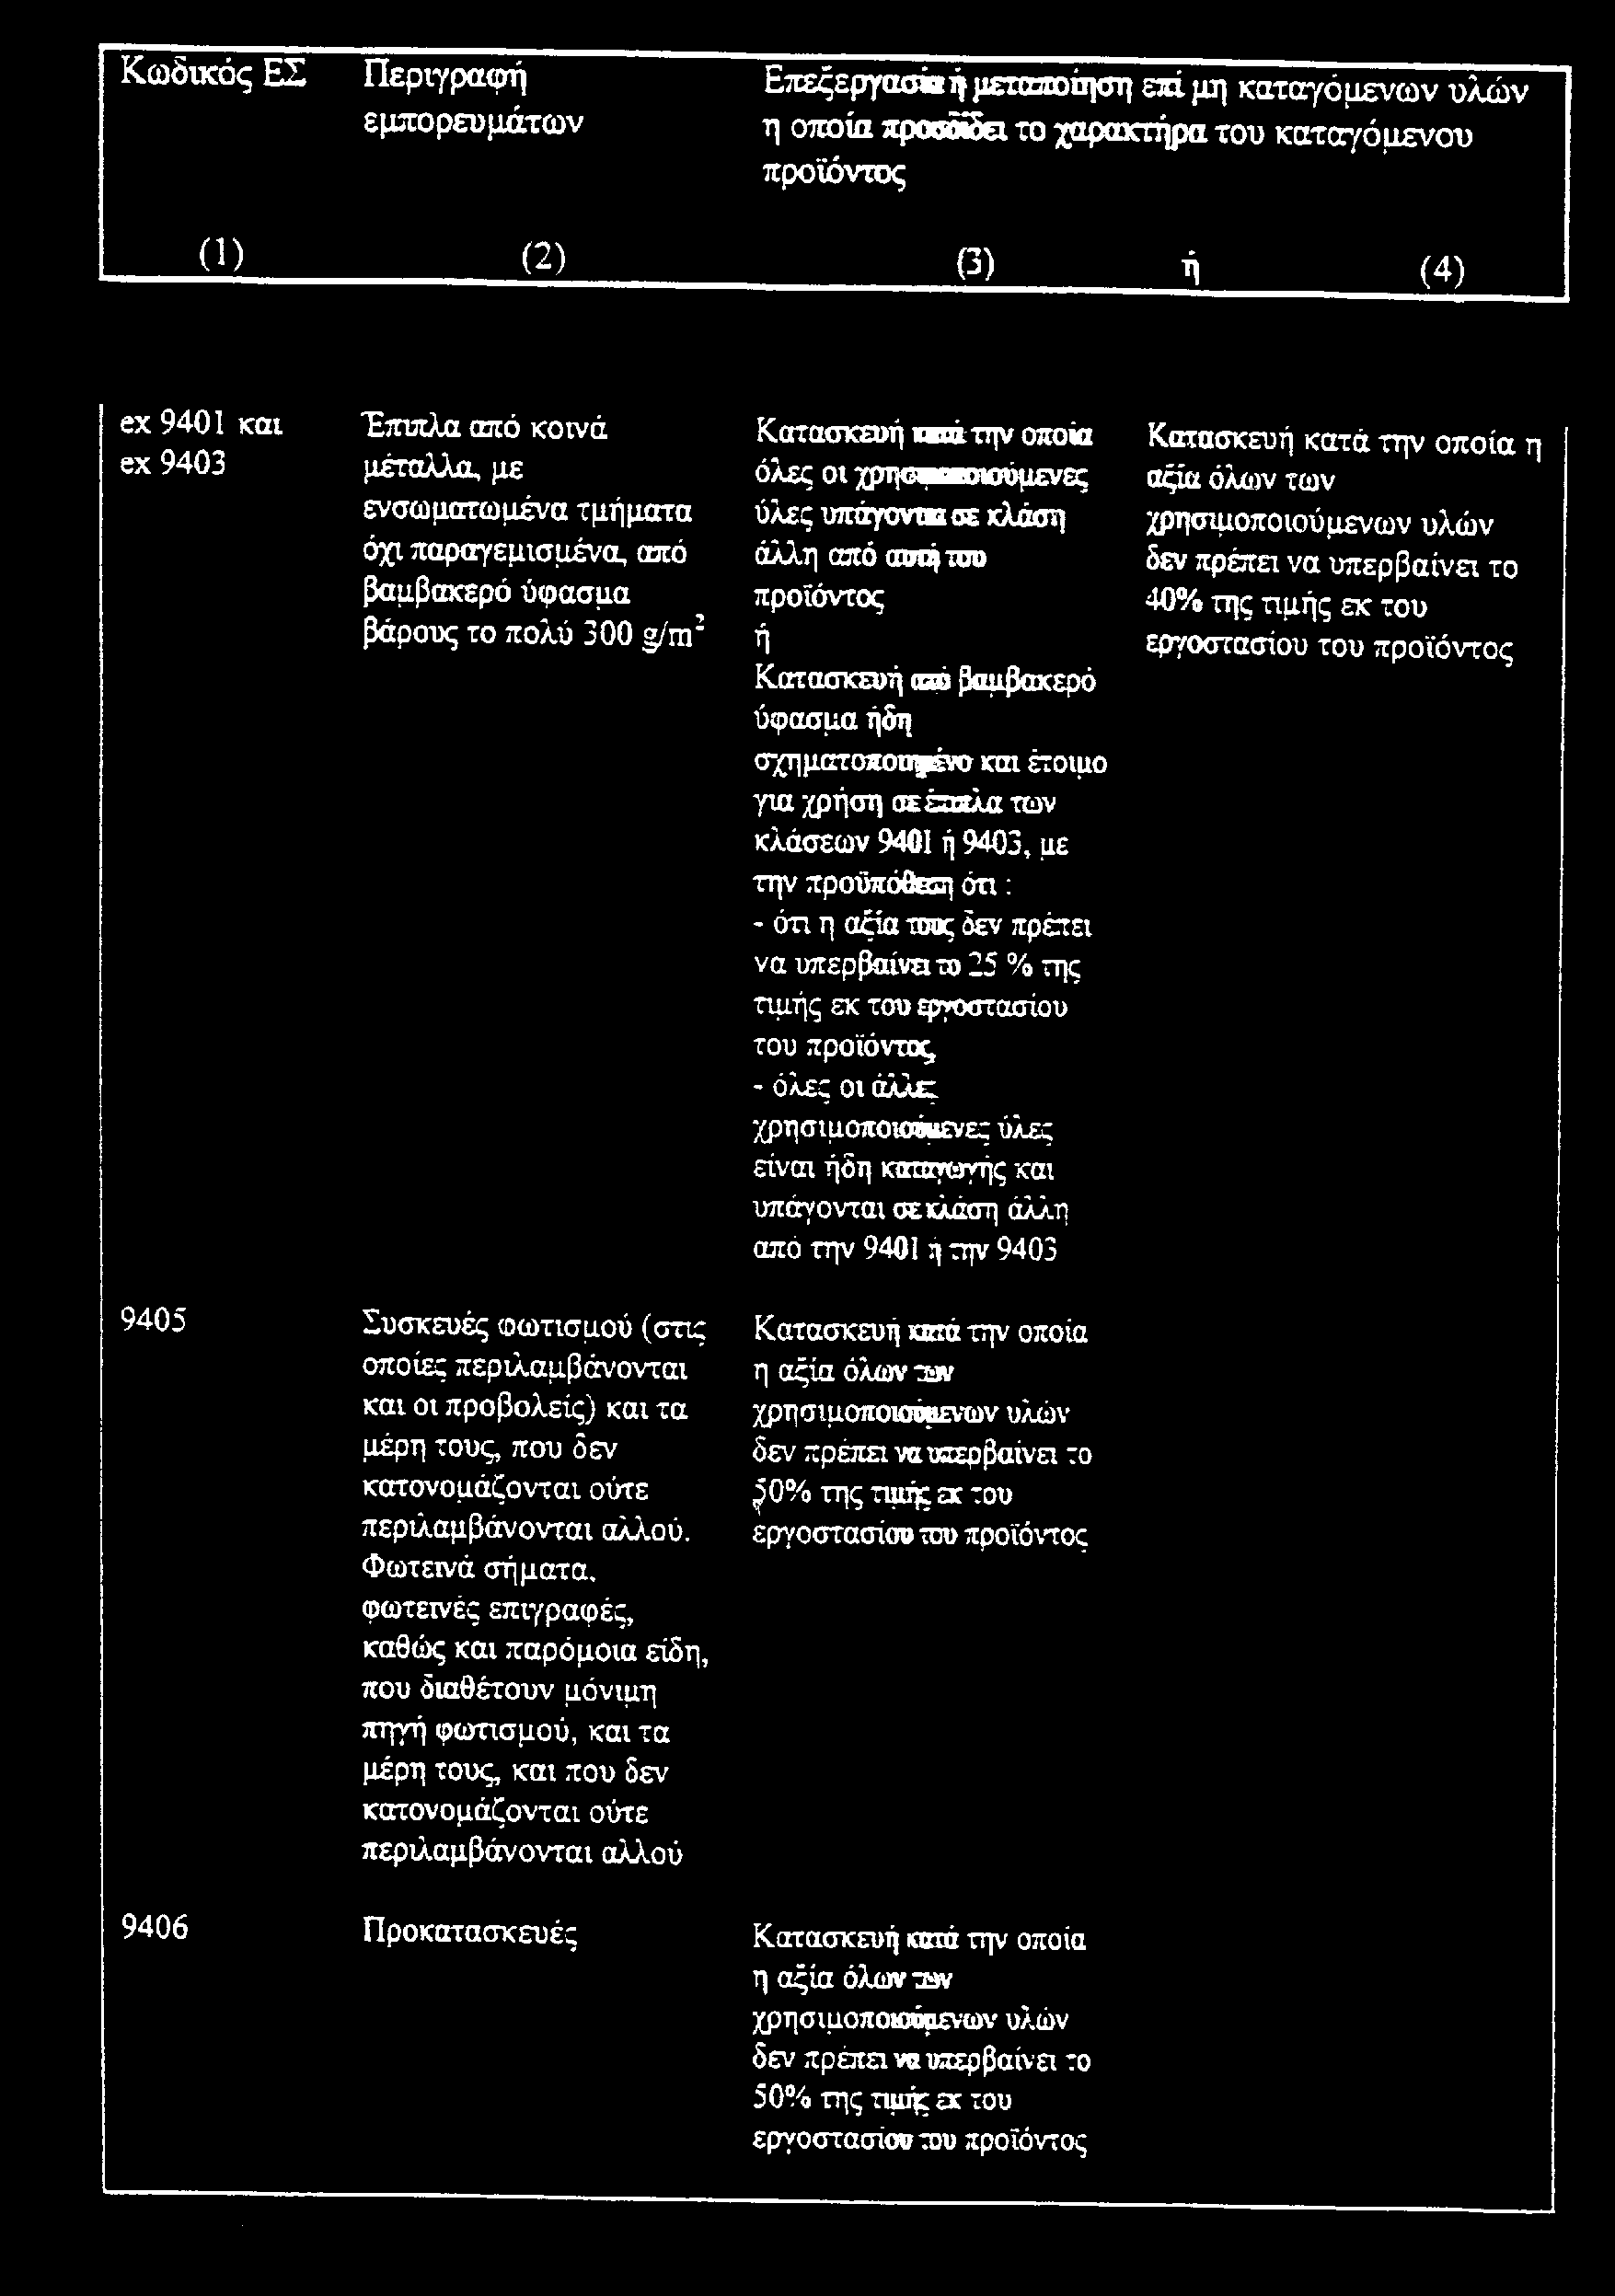 Κωδικός ΕΣ
Περιγραφή
εμπορευμάτων
Επεξεργασία ή μεταποίηση επί μη καταγόμενων υλών
η οποία προσδίδει το χαρακτήρα του καταγόμενου
προϊόντος
(1)
(2)
(3) ή (4)
ex 9401 και
ex 9403
Έπιπλα από κοινά
μέταλλα, με
ενσωματωμένα τμήματα
όχι παραγεμισμένα, από
βαμβακερό ύφασμα
βάρους το πολύ 300 g/m²
Κατασκευή κατά την οποία
όλες οι χρησιμοποιούμενες
ύλες υπάγονται σε κλάση
άλλη από αυτή του
προϊόντος
ή
Κατασκευή από βαμβακερό
ύφασμα ήδη
σχηματοποιημένο και έτοιμο
για χρήση σε έπιπλα των
κλάσεων 9401 ή 9403, με
την προϋπόθεση ότι :
- ότι η αξία τους δεν πρέπει
να υπερβαίνει το 25 % της
τιμής εκ του εργοστασίου
του προϊόντος,
- όλες οι άλλες
χρησιμοποιούμενες ύλες
είναι ήδη καταγωγής και
υπάγονται σε κλάση άλλη
από την 9401 ή την 9403
Κατασκευή κατά την οποία η
αξία όλων των
χρησιμοποιούμενων υλών
δεν πρέπει να υπερβαίνει το
40% της τιμής εκ του
εργοστασίου του προϊόντος
9405
Συσκευές φωτισμού (στις
οποίες περιλαμβάνονται
και οι προβολείς) και τα
μέρη τους, που δεν
κατονομάζονται ούτε
περιλαμβάνονται αλλού.
Φωτεινά σήματα,
φωτεινές επιγραφές,
καθώς και παρόμοια είδη,
που διαθέτουν μόνιμη
πηγή φωτισμού, και τα
μέρη τους, και που δεν
κατονομάζονται ούτε
περιλαμβάνονται αλλού
Κατασκευή κατά την οποία
η αξία όλων των
χρησιμοποιούμενων υλών
δεν πρέπει να υπερβαίνει το
50% της τιμής εκ του
εργοστασίου του προϊόντος
9406
Προκατασκευές
Κατασκευή κατά την οποία
η αξία όλων των
χρησιμοποιούμενων υλών
δεν πρέπει να υπερβαίνει το
50% της τιμής εκ του
εργοστασίου του προϊόντος